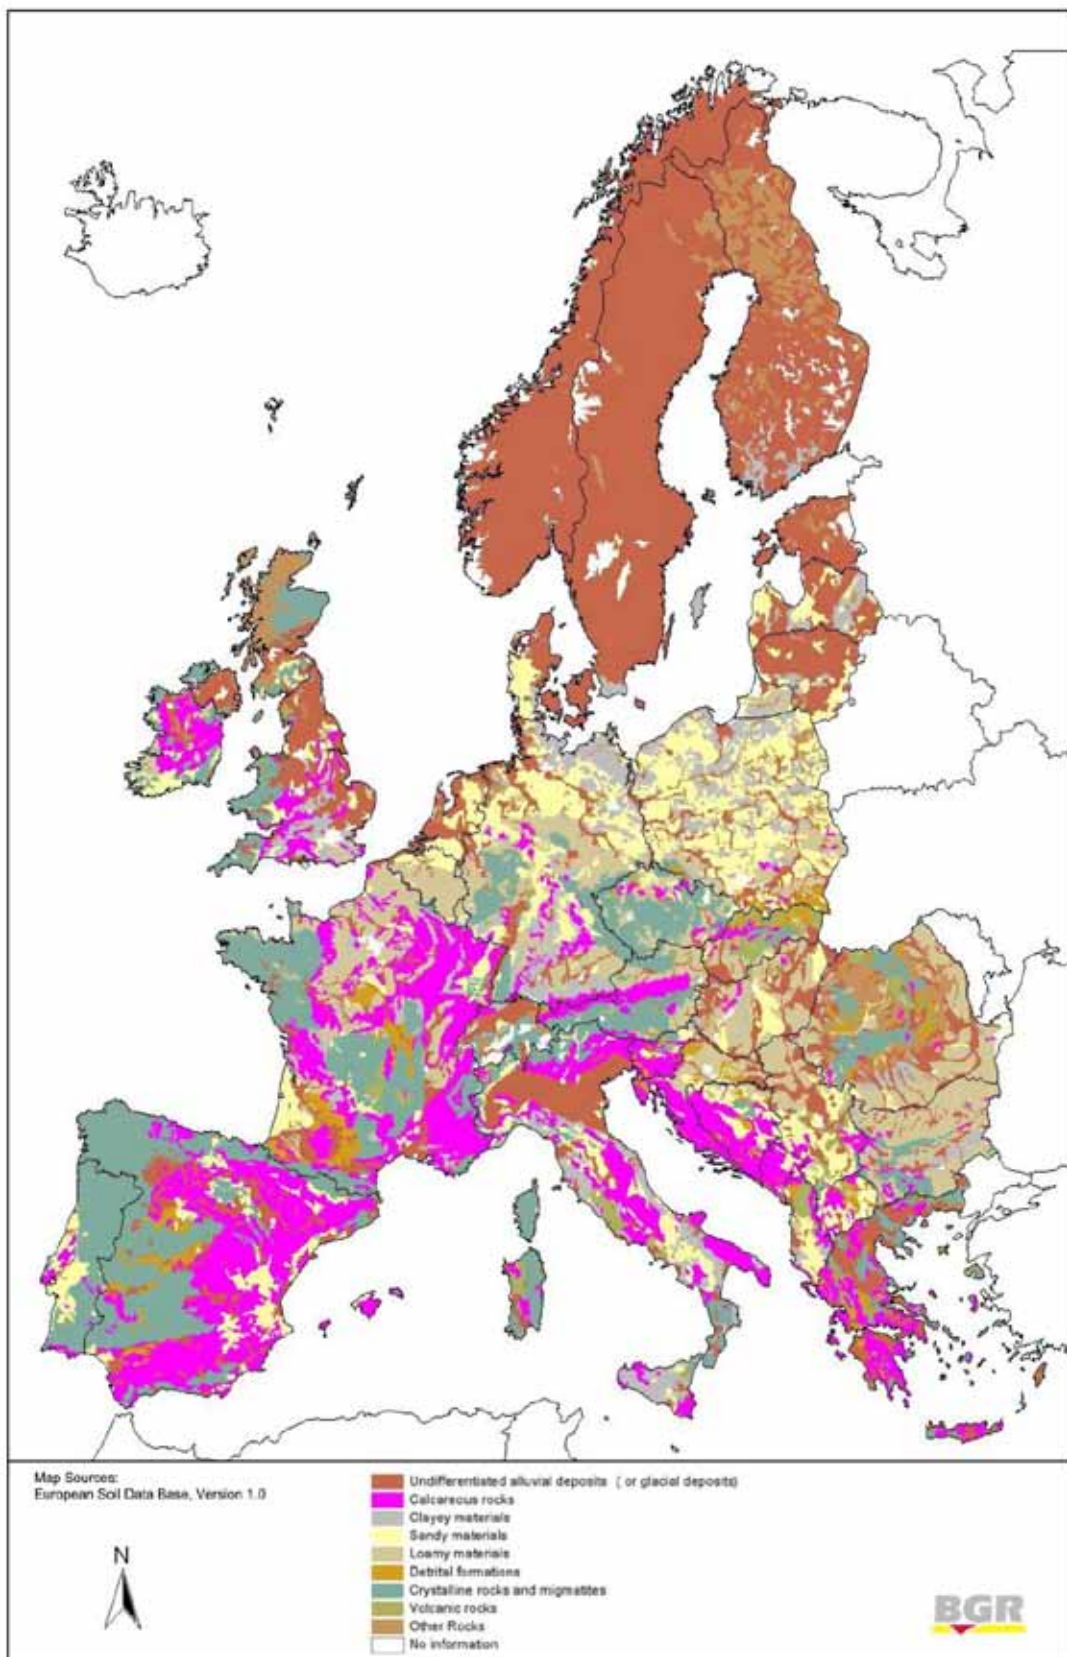 Map Sources:
European Soil Data Base, Version 1.0
N
Undifferentiated alluvial deposits ( or glacial deposits)
Calcareous rocks
Clayey materials
Sandy materials
Loamy materials
Detrital formations
Crystalline rocks and migmatites
Volcanic rocks
Other Rocks
No information
BGR